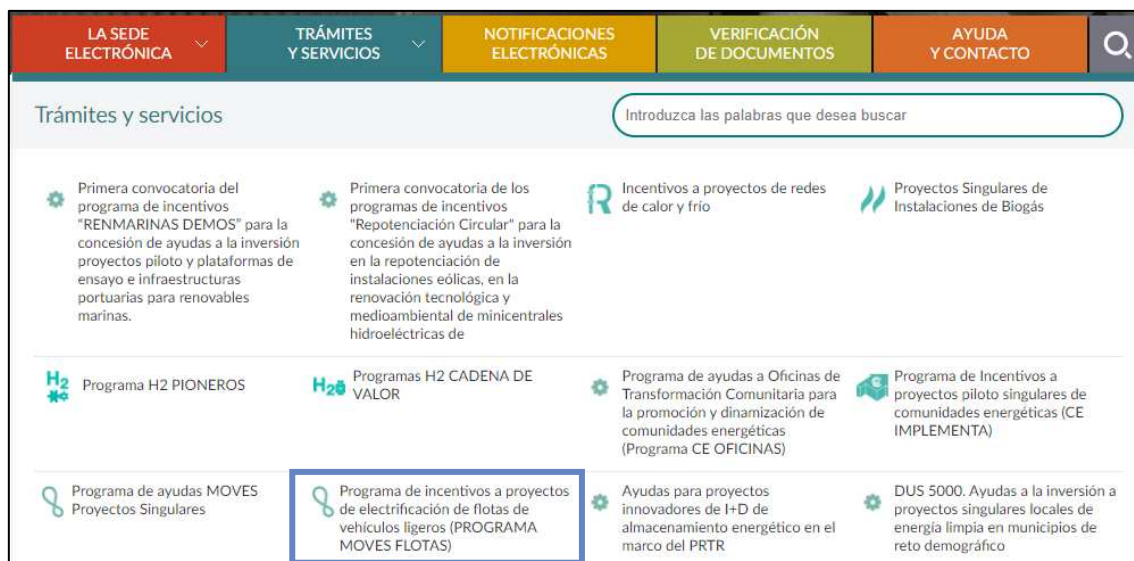 LA SEDE
ELECTRÓNICA
TRÁMITES
Y SERVICIOS
NOTIFICACIONES
ELECTRÓNICAS
VERIFICACIÓN
DE DOCUMENTOS
AYUDA
Y CONTACTO
Trámites y servicios
Introduzca las palabras que desea buscar
Primera convocatoria del
programa de incentivos
"RENMARINAS DEMOS" para la
concesión de ayudas a la inversión
proyectos piloto y plataformas de
ensayo e infraestructuras
portuarias para renovables
marinas.
Primera convocatoria de los
programas de incentivos
"Repotenciación Circular" para la
concesión de ayudas a la inversión
en la repotenciación de
instalaciones eólicas, en la
renovación tecnológica y
medioambiental de minicentrales
hidroeléctricas de
Incentivos a proyectos de redes
de calor y frío
Proyectos Singulares de
Instalaciones de Biogás
H2
Programa H2 PIONEROS
H2
Programas H2 CADENA DE
VALOR
Programa de ayudas a Oficinas de
Transformación Comunitaria para
la promoción y dinamización de
comunidades energéticas
(Programa CE OFICINAS)
Programa de Incentivos a
proyectos piloto singulares de
comunidades energéticas (CE
IMPLEMENTA)
Programa de ayudas MOVES
Proyectos Singulares
Programa de incentivos a proyectos
de electrificación de flotas de
vehículos ligeros (PROGRAMA
MOVES FLOTAS)
Ayudas para proyectos
innovadores de I+D de
almacenamiento energético en el
marco del PRTR
DUS 5000. Ayudas a la inversión a
proyectos singulares locales de
energía limpia en municipios de
reto demográfico